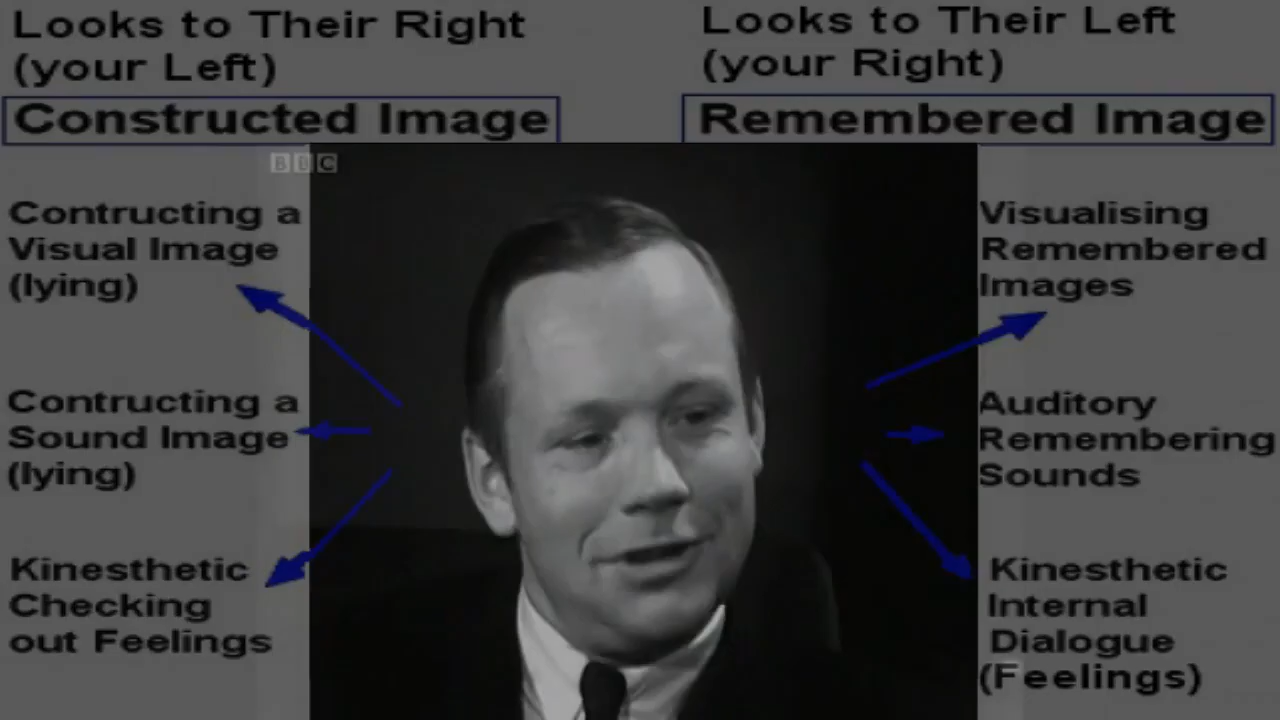 Looks to Their Right
(your Left)
Constructed Image
Looks to Their Left
(your Right)
Remembered Image
BBC
Contructing a
Visual Image
(lying)
Contructing a
Sound Image
(lying)
Kinesthetic
Checking
out Feelings
Visualising
Remembered
Images
Auditory
Remembering
Sounds
Kinesthetic
Internal
Dialogue
(Feelings)